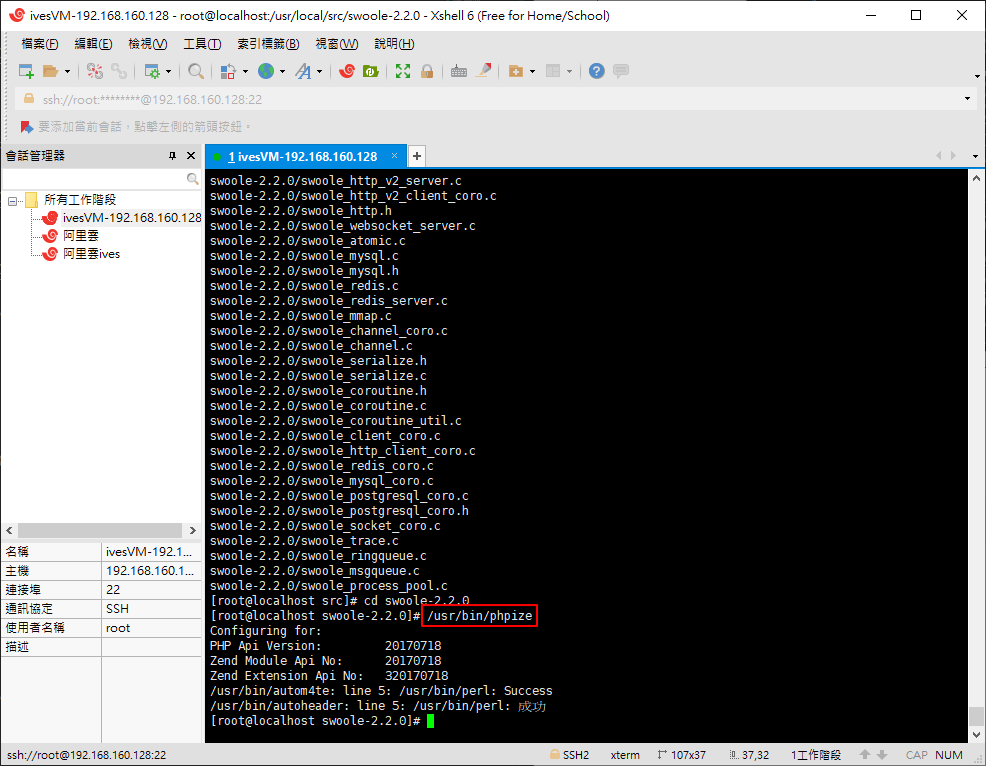 ivesVM-192.168.160.128 - root@localhost:/usr/local/src/swoole-2.2.0 - Xshell 6 (Free for Home/School)
檔案(F) 編輯(E) 檢視(V) 工具(T) 索引標籤(B) 視窗(W) 說明(H)
ssh://root:********@192.168.160.128:22
要添加當前會話，點擊左側的箭頭按鈕。
會話管理器
所有工作階段
ivesVM-192.168.160.128
阿里雲
阿里雲ives
名稱 ivesVM-192.1...
主機 192.168.160.1...
連接埠 22
通訊協定 SSH
使用者名稱 root
描述
1 ivesVM-192.168.160.128
swoole-2.2.0/swoole_http_v2_server.c
swoole-2.2.0/swoole_http_v2_client_coro.c
swoole-2.2.0/swoole_http.h
swoole-2.2.0/swoole_websocket_server.c
swoole-2.2.0/swoole_atomic.c
swoole-2.2.0/swoole_mysql.c
swoole-2.2.0/swoole_mysql.h
swoole-2.2.0/swoole_redis.c
swoole-2.2.0/swoole_redis_server.c
swoole-2.2.0/swoole_mmap.c
swoole-2.2.0/swoole_channel_coro.c
swoole-2.2.0/swoole_channel.c
swoole-2.2.0/swoole_serialize.h
swoole-2.2.0/swoole_serialize.c
swoole-2.2.0/swoole_coroutine.h
swoole-2.2.0/swoole_coroutine.c
swoole-2.2.0/swoole_coroutine_util.c
swoole-2.2.0/swoole_client_coro.c
swoole-2.2.0/swoole_http_client_coro.c
swoole-2.2.0/swoole_redis_coro.c
swoole-2.2.0/swoole_mysql_coro.c
swoole-2.2.0/swoole_postgresql_coro.c
swoole-2.2.0/swoole_postgresql_coro.h
swoole-2.2.0/swoole_socket_coro.c
swoole-2.2.0/swoole_trace.c
swoole-2.2.0/swoole_ringqueue.c
swoole-2.2.0/swoole_msgqueue.c
swoole-2.2.0/swoole_process_pool.c
[root@localhost src]# cd swoole-2.2.0
[root@localhost swoole-2.2.0]# /usr/bin/phpize
Configuring for:
PHP Api Version: 20170718
Zend Module Api No: 20170718
Zend Extension Api No: 320170718
/usr/bin/autom4te: line 5: /usr/bin/perl: Success
/usr/bin/autoheader: line 5: /usr/bin/perl: 成功
[root@localhost swoole-2.2.0]#
ssh://root@192.168.160.128:22 SSH2 xterm 107x37 37,32 1工作階段 CAP NUM